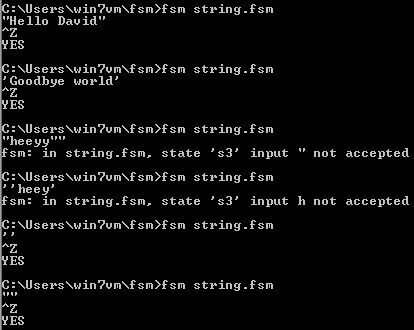 C:\Users\win7vm\fsm>fsm string.fsm
"Hello David"
^Z
YES
C:\Users\win7vm\fsm>fsm string.fsm
'Goodbye world'
^Z
YES
C:\Users\win7vm\fsm>fsm string.fsm
"heeyy""
fsm: in string.fsm, state 's3' input " not accepted
C:\Users\win7vm\fsm>fsm string.fsm
''heey'
fsm: in string.fsm, state 's3' input h not accepted
C:\Users\win7vm\fsm>fsm string.fsm
''
^Z
YES
C:\Users\win7vm\fsm>fsm string.fsm
""
^Z
YES